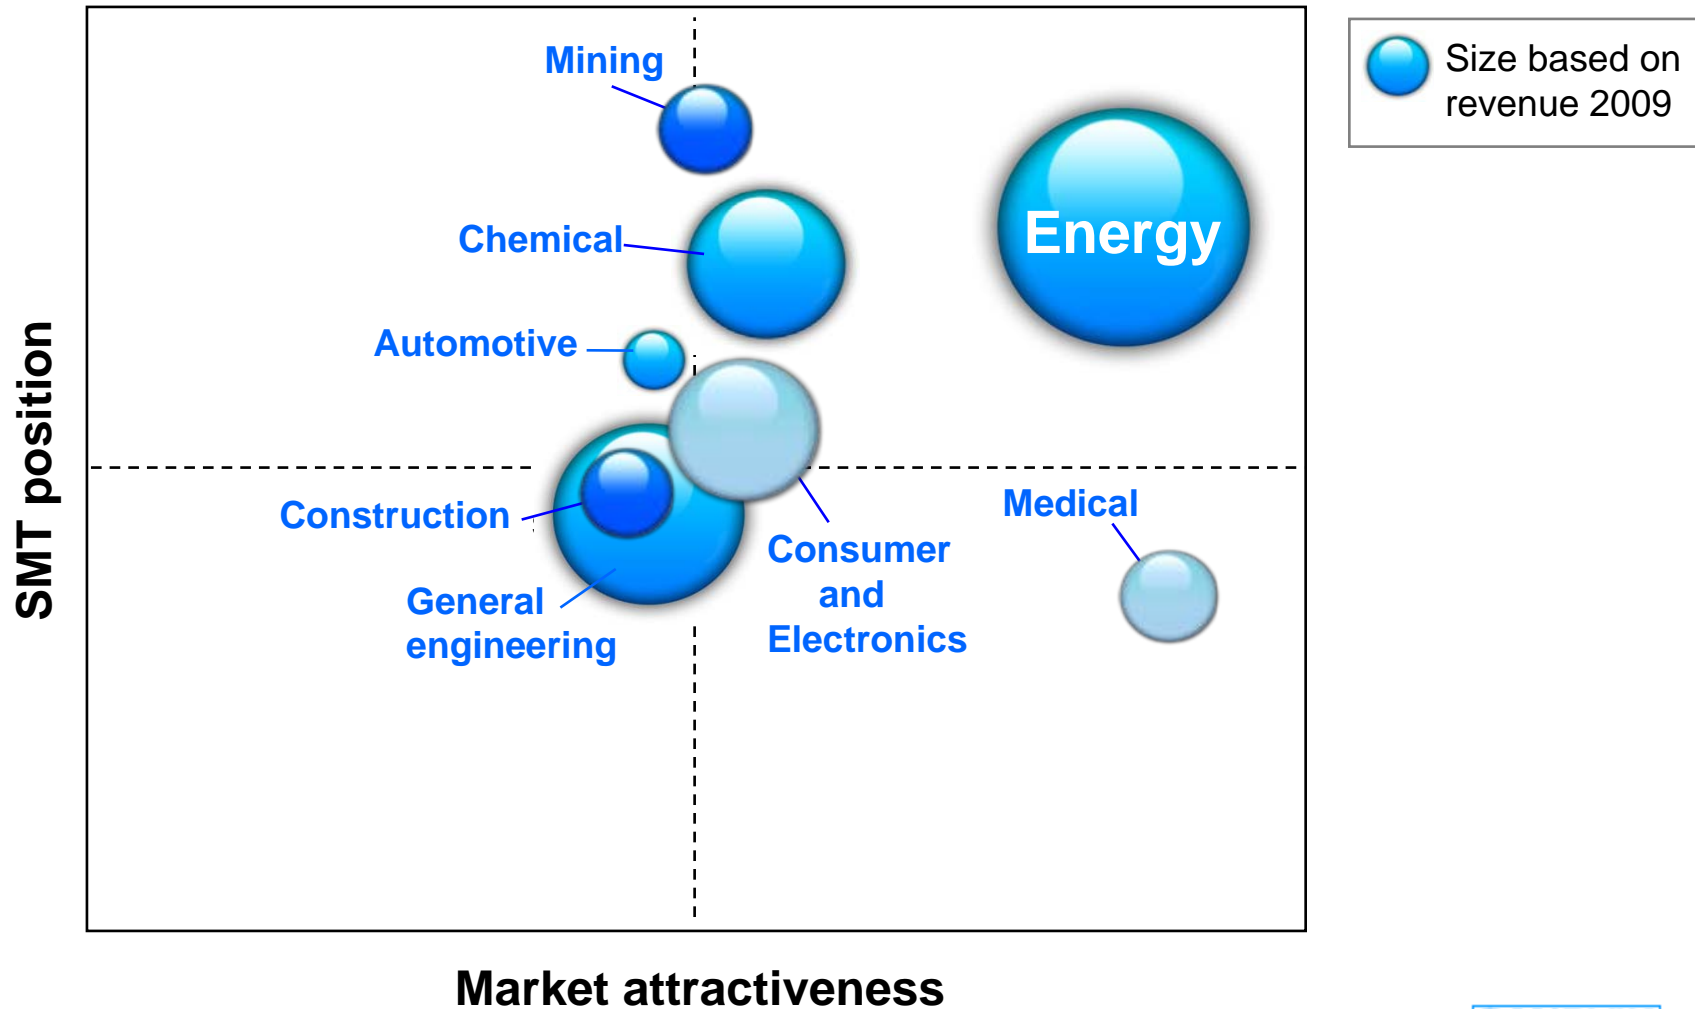 Mining
Size based on
revenue 2009
Chemical
Energy
Automotive
SMT position
Construction
Medical
Consumer
and
Electronics
General
engineering
Market attractiveness